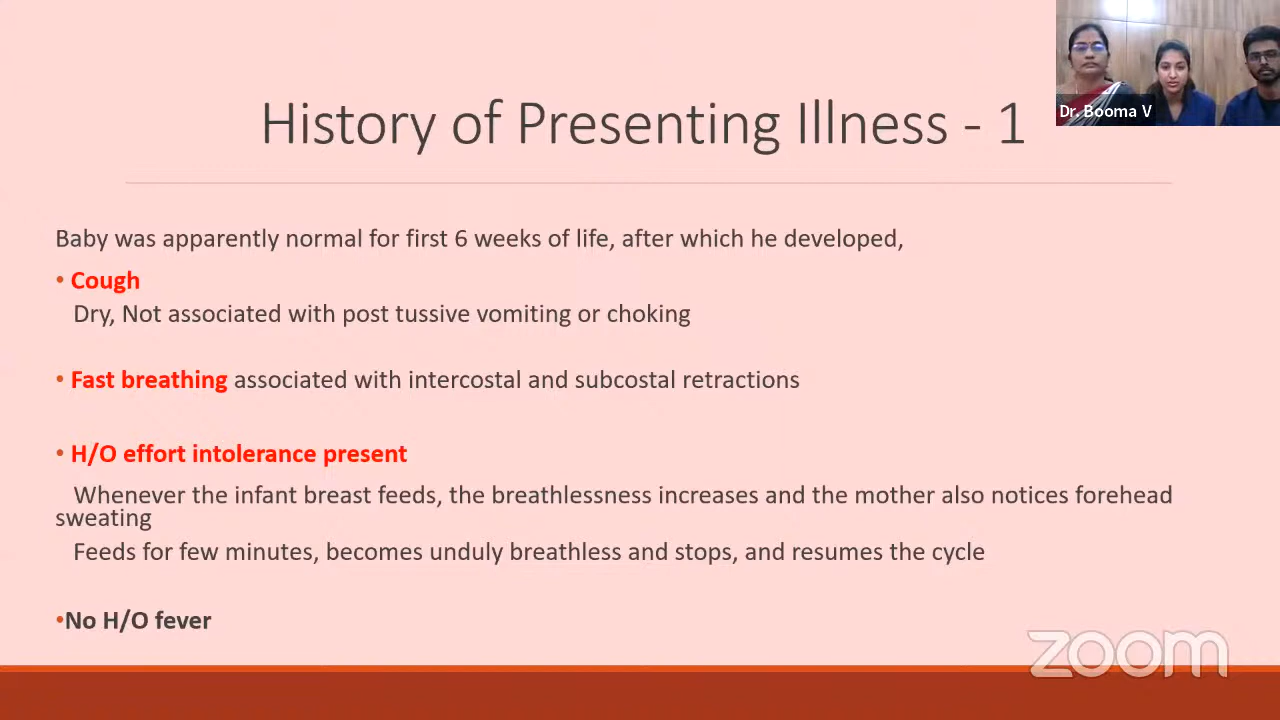 History of Presenting Illness - 1
Dr. Booma V
Baby was apparently normal for first 6 weeks of life, after which he developed,
• Cough
Dry, Not associated with post tussive vomiting or choking
• Fast breathing associated with intercostal and subcostal retractions
• H/O effort intolerance present
Whenever the infant breast feeds, the breathlessness increases and the mother also notices forehead
sweating
Feeds for few minutes, becomes unduly breathless and stops, and resumes the cycle
•No H/O fever
zoom